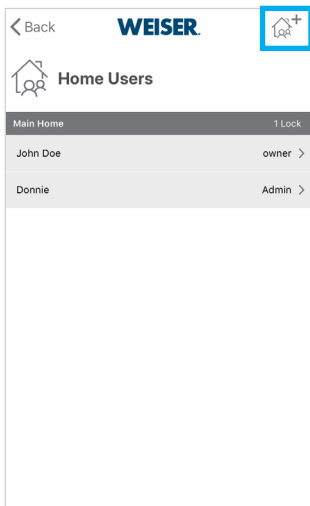 Back WEISER.
Home Users
Main Home 1 Lock
John Doe owner
Donnie Admin